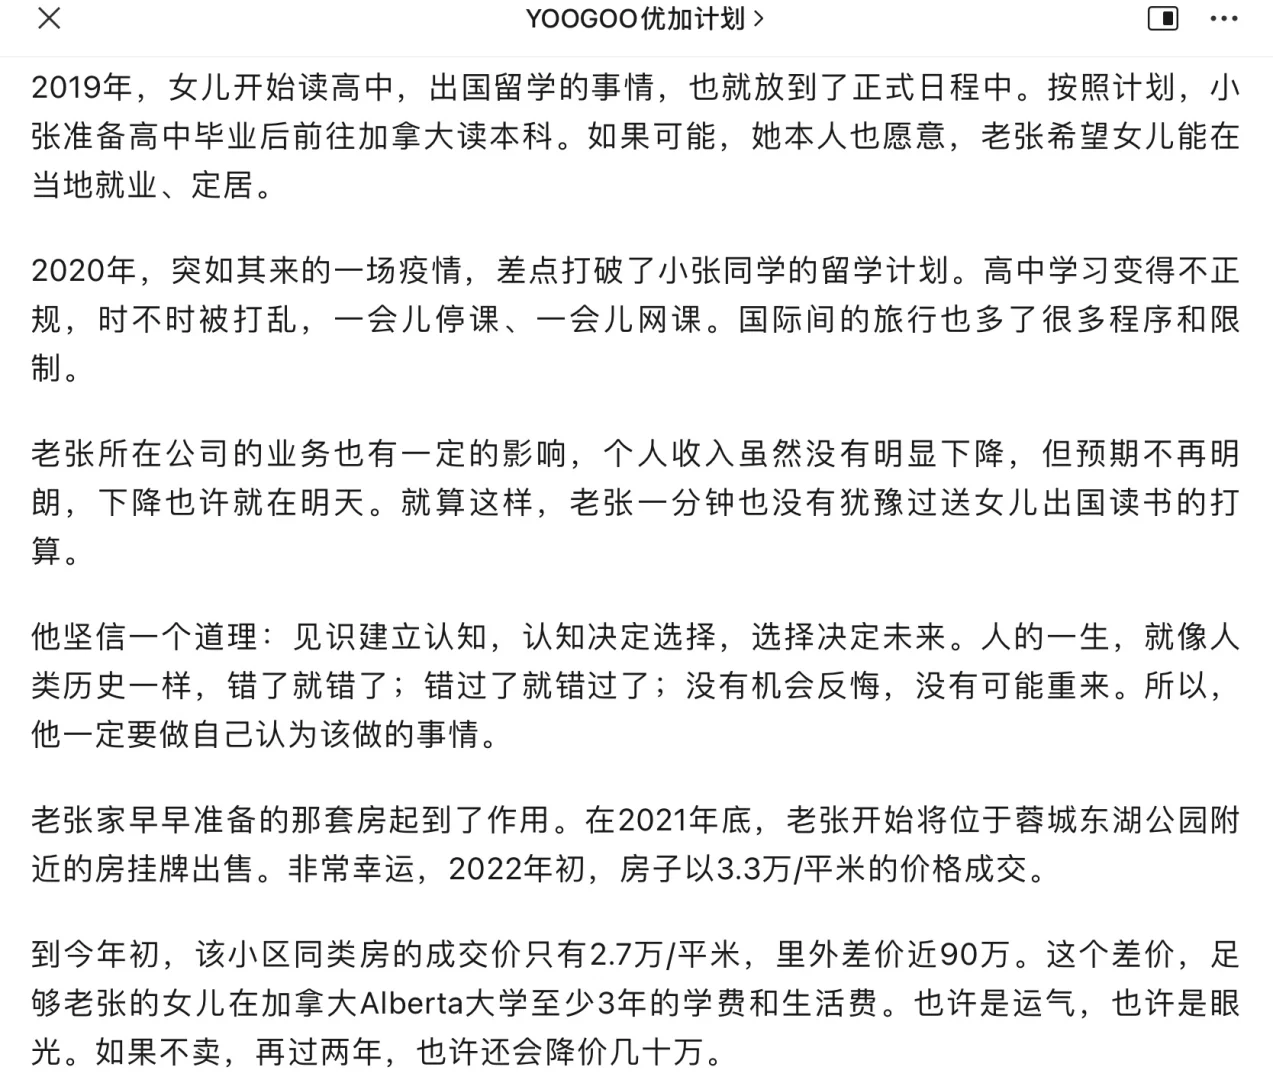 YOOGOO优加计划
2019年，女儿开始读高中，出国留学的事情，也就放到了正式日程中。按照计划，小
张准备高中毕业后前往加拿大读本科。如果可能，她本人也愿意，老张希望女儿能在
当地就业、定居。
2020年，突如其来的一场疫情，差点打破了小张同学的留学计划。高中学习变得不正
规，时不时被打乱，一会儿停课、一会儿网课。国际间的旅行也多了很多程序和限
制。
老张所在公司的业务也有一定的影响，个人收入虽然没有明显下降，但预期不再明
朗，下降也许就在明天。就算这样，老张一分钟也没有犹豫过送女儿出国读书的打
算。
他坚信一个道理：见识建立认知，认知决定选择，选择决定未来。人的一生，就像人
类历史一样，错了就错了；错过了就错过了；没有机会反悔，没有可能重来。所以，
他一定要做自己认为该做的事情。
老张家早早准备的那套房起到了作用。在2021年底，老张开始将位于蓉城东湖公园附
近的房挂牌出售。非常幸运，2022年初，房子以3.3万/平米的价格成交。
到今年初，该小区同类房的成交价只有2.7万/平米，里外差价近90万。这个差价，足
够老张的女儿在加拿大Alberta大学至少3年的学费和生活费。也许是运气，也许是眼
光。如果不卖，再过两年，也许还会降价几十万。